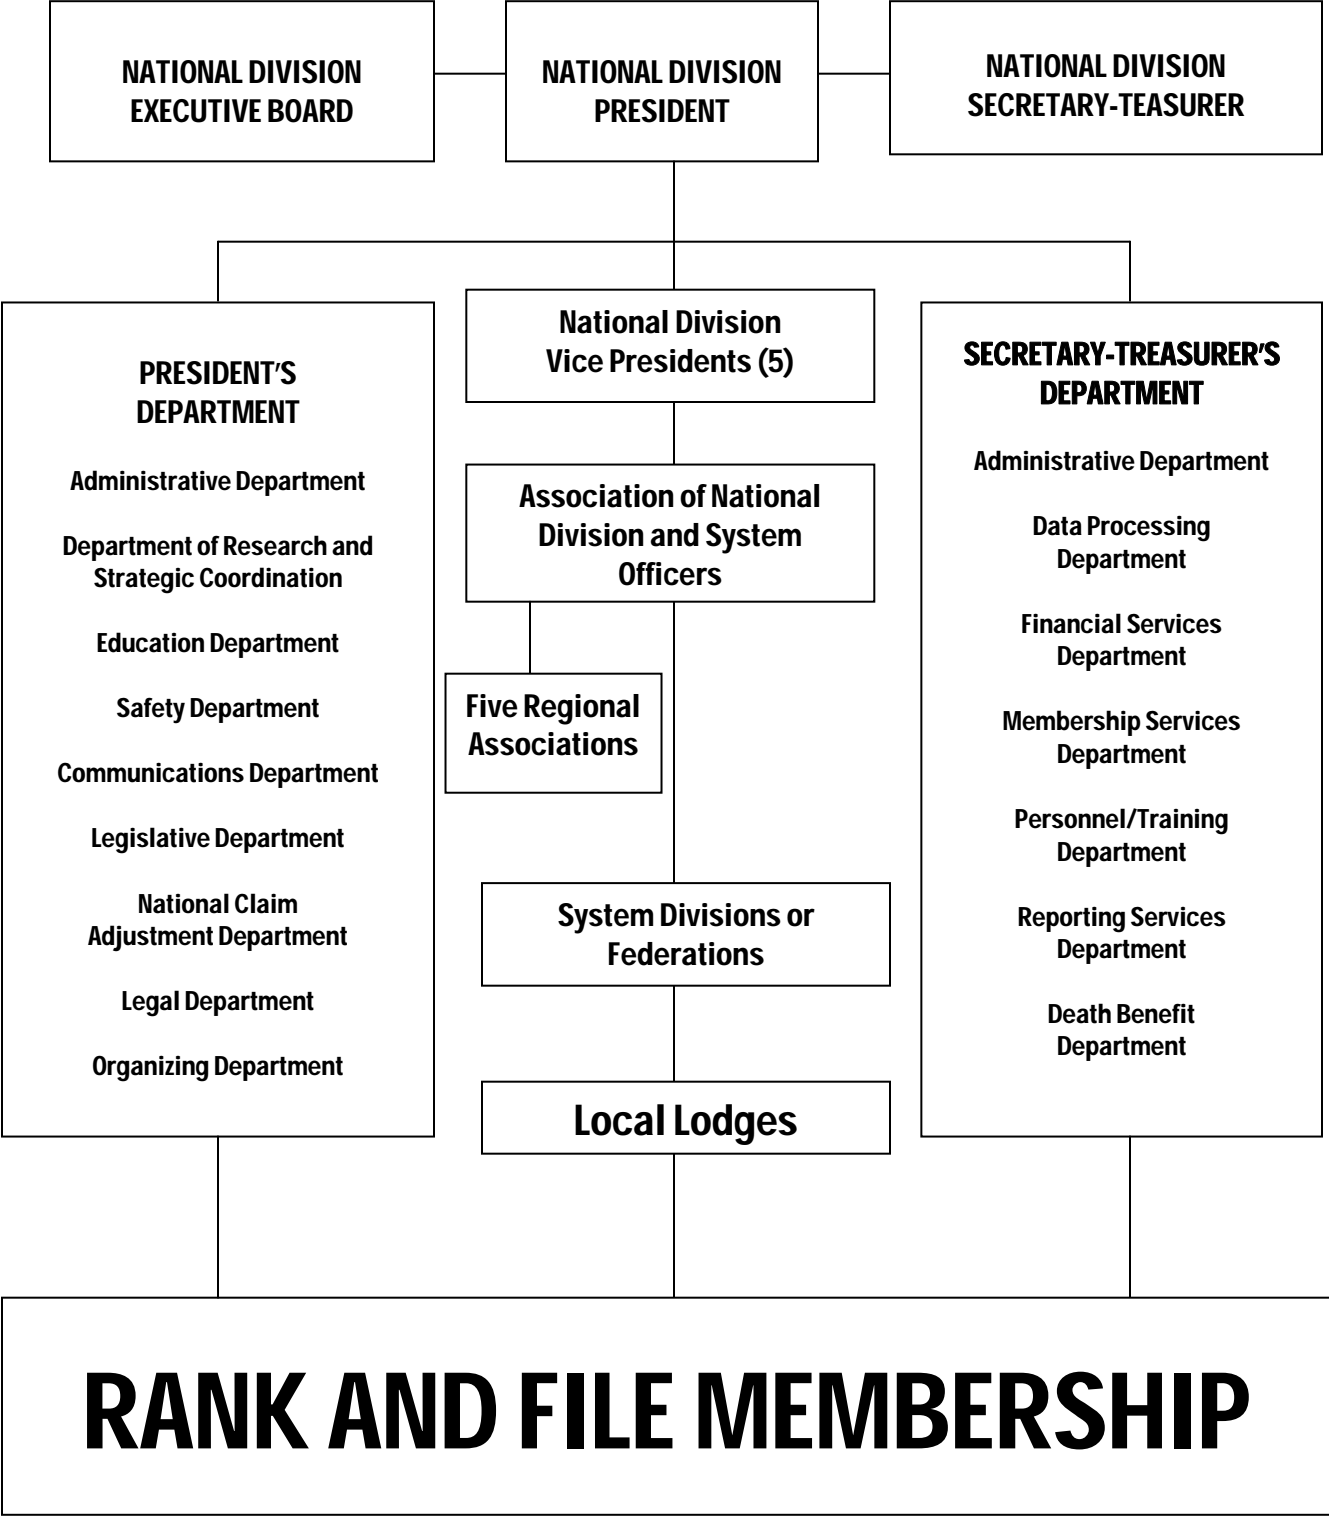 NATIONAL DIVISION
EXECUTIVE BOARD
NATIONAL DIVISION
PRESIDENT
NATIONAL DIVISION
SECRETARY-TEASURER
PRESIDENT'S
DEPARTMENT
Administrative Department
Department of Research and
Strategic Coordination
Education Department
Safety Department
Communications Department
Legislative Department
National Claim
Adjustment Department
Legal Department
Organizing Department
National Division
Vice Presidents (5)
Association of National
Division and System
Officers
Five Regional
Associations
System Divisions or
Federations
Local Lodges
SECRETARY-TREASURER'S
DEPARTMENT
Administrative Department
Data Processing
Department
Financial Services
Department
Membership Services
Department
Personnel/Training
Department
Reporting Services
Department
Death Benefit
Department
RANK AND FILE MEMBERSHIP